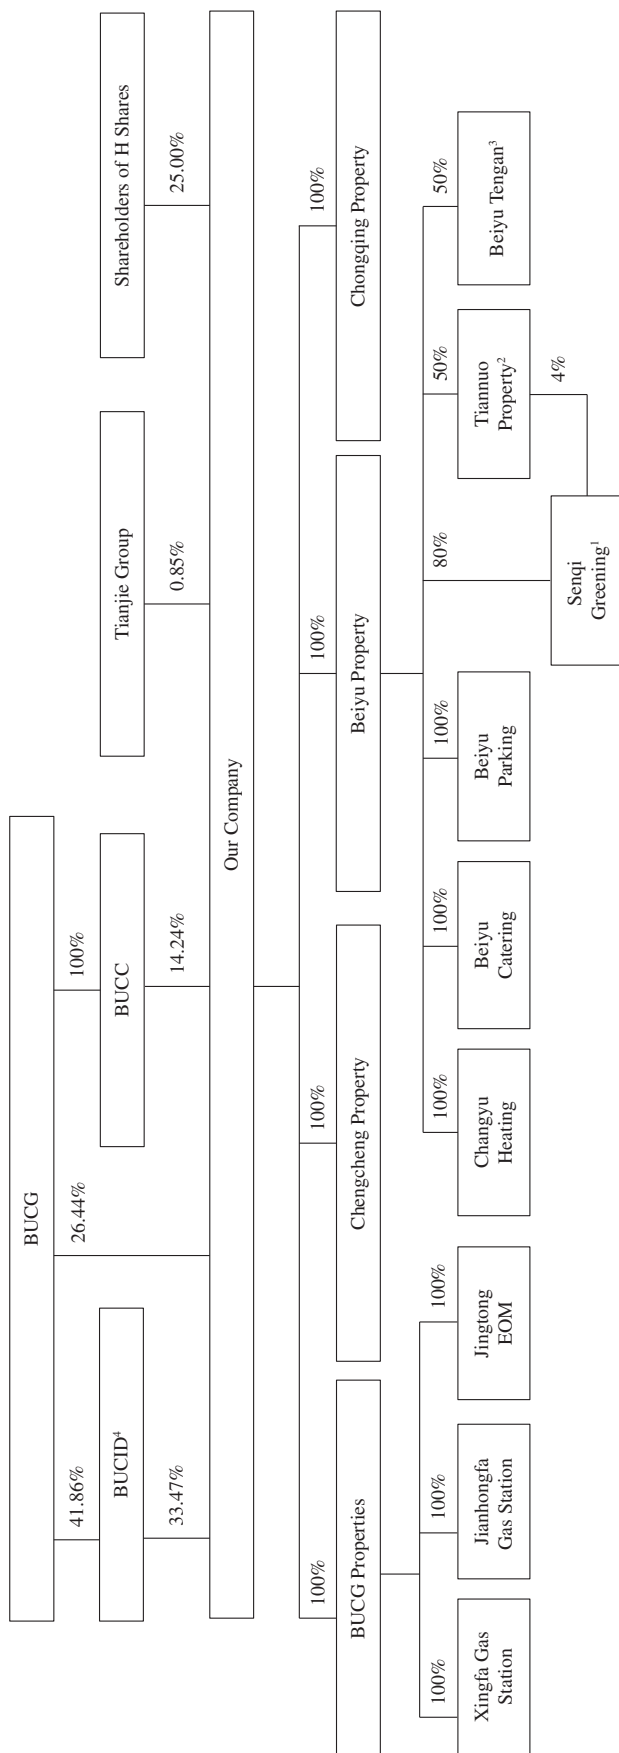 BUCG
41.86%
26.44%
100%
BUCID⁴
BUCC
Tianjie Group
Shareholders of H Shares
33.47%
14.24%
0.85%
25.00%
Our Company
100%
100%
100%
100%
BUCG Properties
Chengcheng Property
Beiyu Property
Chongqing Property
100%
100%
100%
100%
100%
100%
80%
50%
50%
Xingfa Gas
Station
Jianhongfa
Gas Station
Jingtong
EOM
Changyu
Heating
Beiyu
Catering
Beiyu
Parking
Tiannuo
Property²
Beiyu Tengan³
4%
Senqi
Greening¹